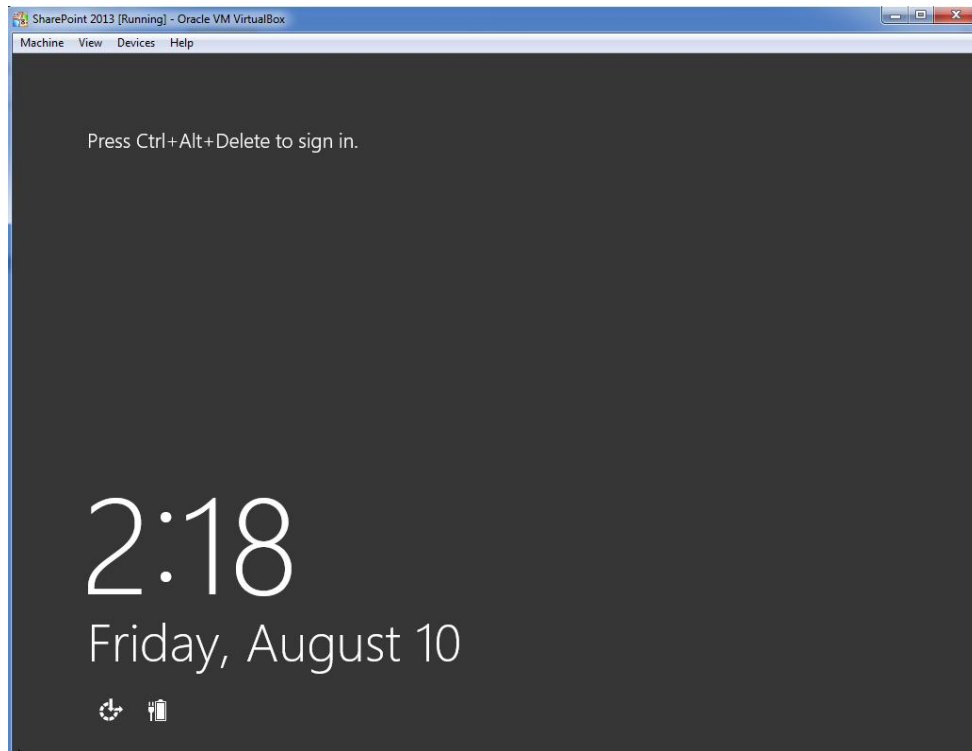 SharePoint 2013 [Running] - Oracle VM VirtualBox
Machine View Devices Help
Press Ctrl+Alt+Delete to sign in.
2:18
Friday, August 10